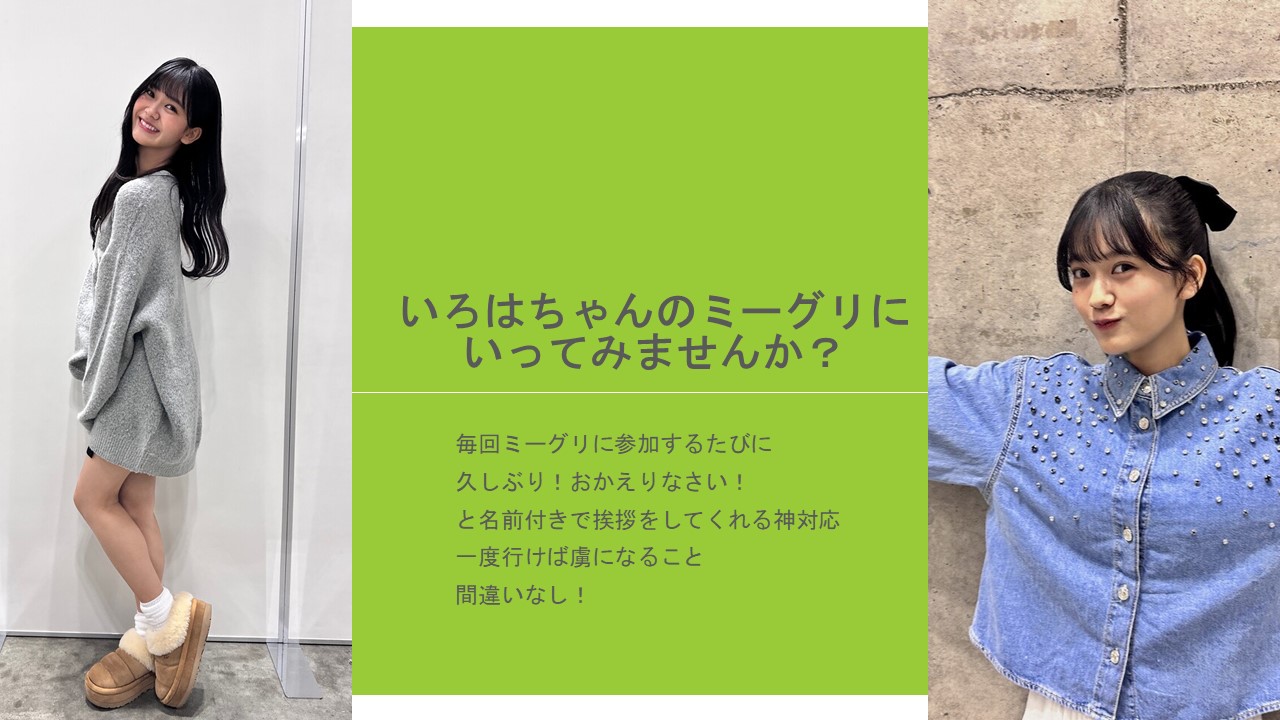 いろはちゃんのミーグリに
いってみませんか？
毎回ミーグリに参加するたびに
久しぶり！おかえりなさい！
と名前付きで挨拶をしてくれる神対応
一度行けば虜になること
間違いなし！